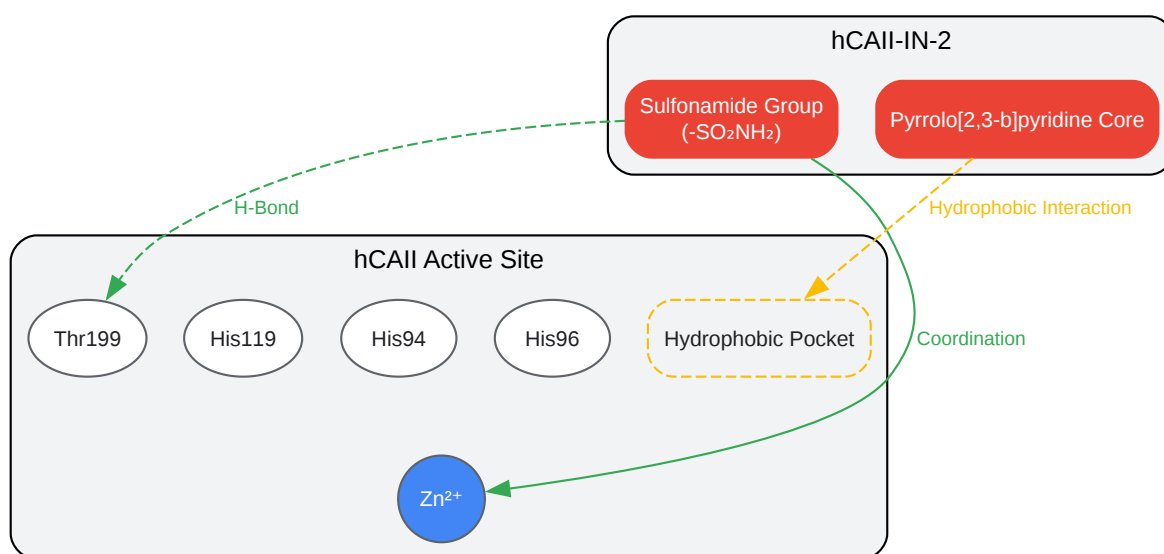 hCAII-IN-2
Sulfonamide Group
(-SO₂NH₂)
Pyrrolo[2,3-b]pyridine Core
H-Bond
Hydrophobic Interaction
hCAII Active Site
Thr199
His119
His94
His96
Hydrophobic Pocket
Coordination
Zn²⁺